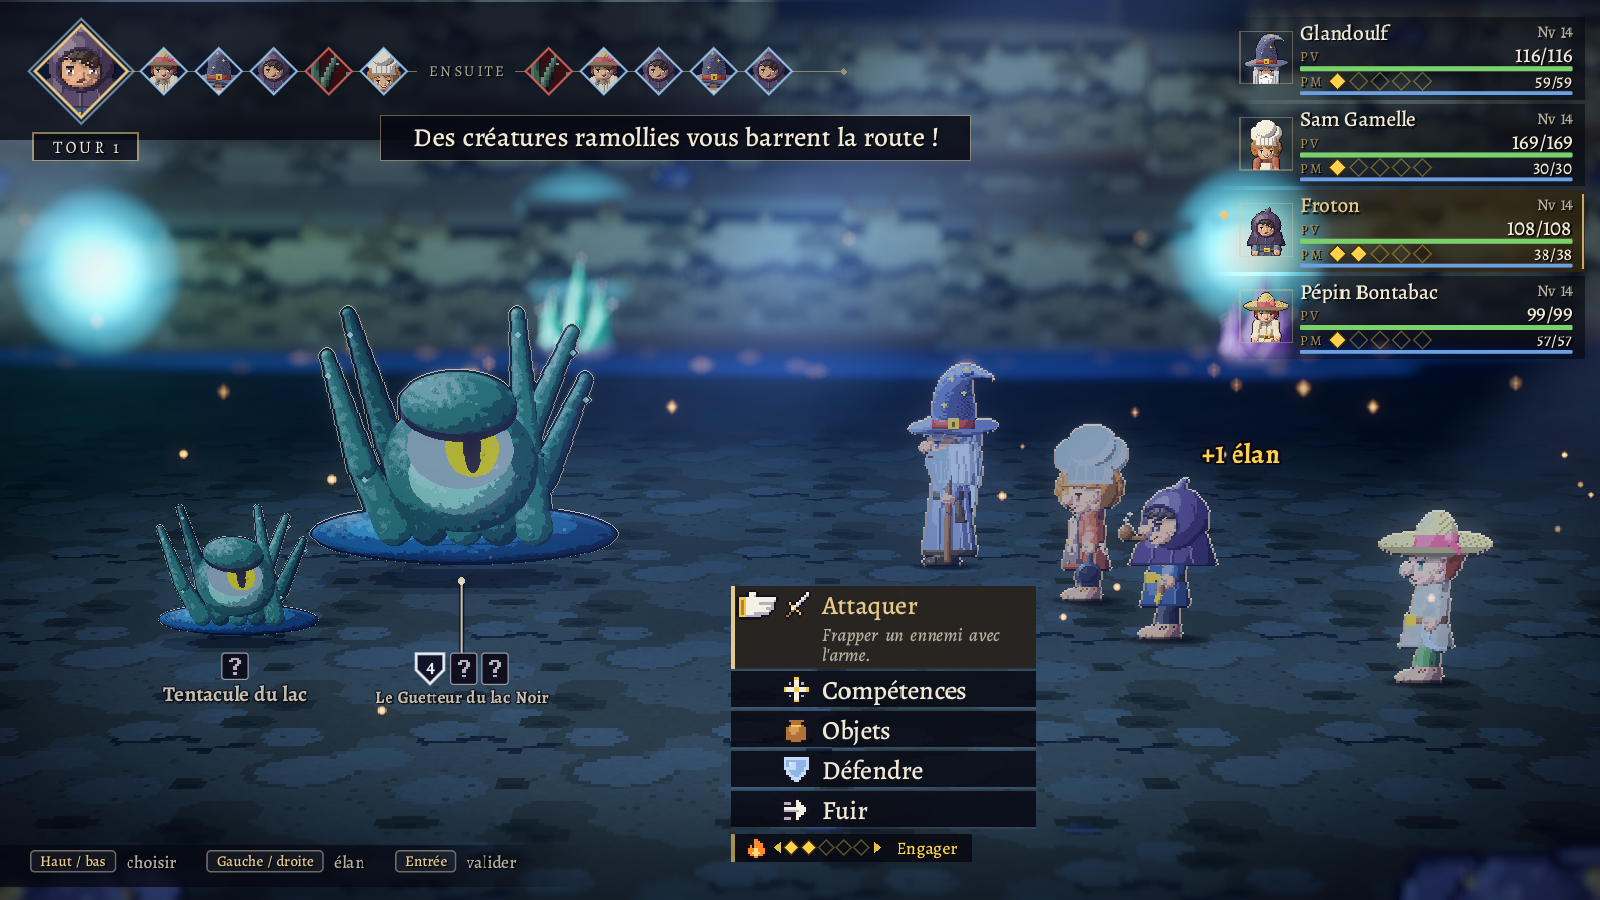 ENSUITE
TOUR 1
Des créatures ramollies vous barrent la route !
Glandoulf Nv 14
PV 116/116
PM 59/59
Sam Gamelle Nv 14
PV 169/169
PM 30/30
Froton Nv 14
PV 108/108
PM 38/38
Pépin Bontabac Nv 14
PV 99/99
PM 57/57
+1 élan
?
Tentacule du lac
4 ? ?
Le Guetteur du lac Noir
Attaquer
Frapper un ennemi avec
l'arme.
Compétences
Objets
Défendre
Fuir
Engager
Haut / bas choisir Gauche / droite élan Entrée valider